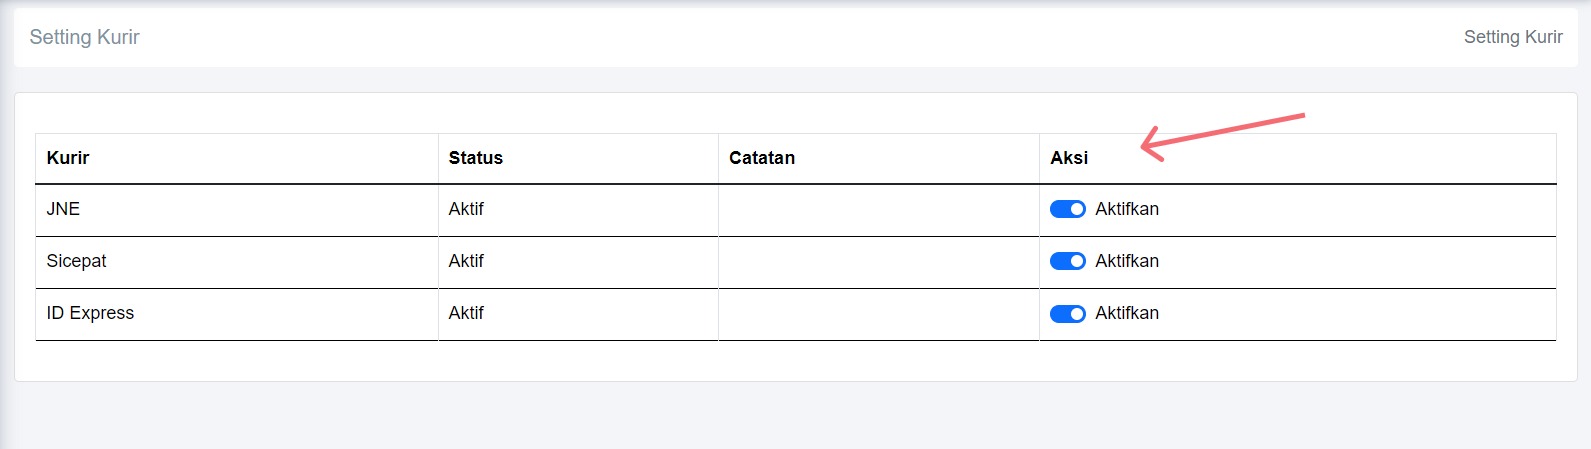 Setting Kurir Setting Kurir
Kurir Status Catatan Aksi
JNE Aktif Aktifkan
Sicepat Aktif Aktifkan
ID Express Aktif Aktifkan